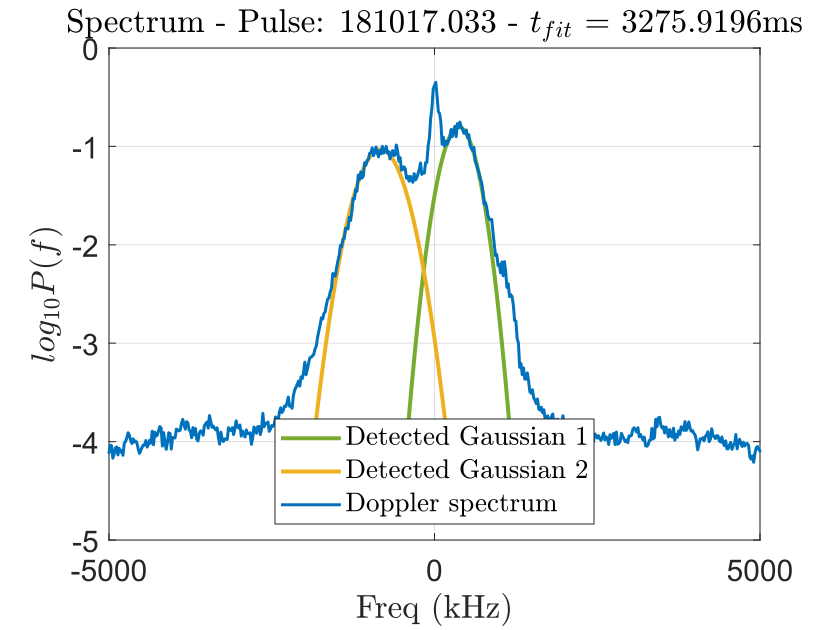 Spectrum - Pulse: 181017.033 - t_fit = 3275.9196ms
0
-1
-2
-3
-4
-5
log10P(f)
-5000 0 5000
Freq (kHz)
Detected Gaussian 1
Detected Gaussian 2
Doppler spectrum